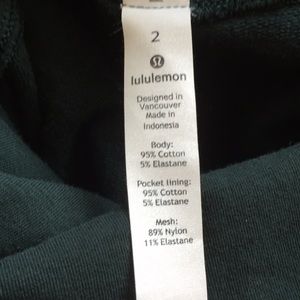 2
lululemon
Designed in
Vancouver
Made in
Indonesia
Body:
95% Cotton
5% Elastane
Pocket lining:
95% Cotton
5% Elastane
Mesh:
89% Nylon
11% Elastane